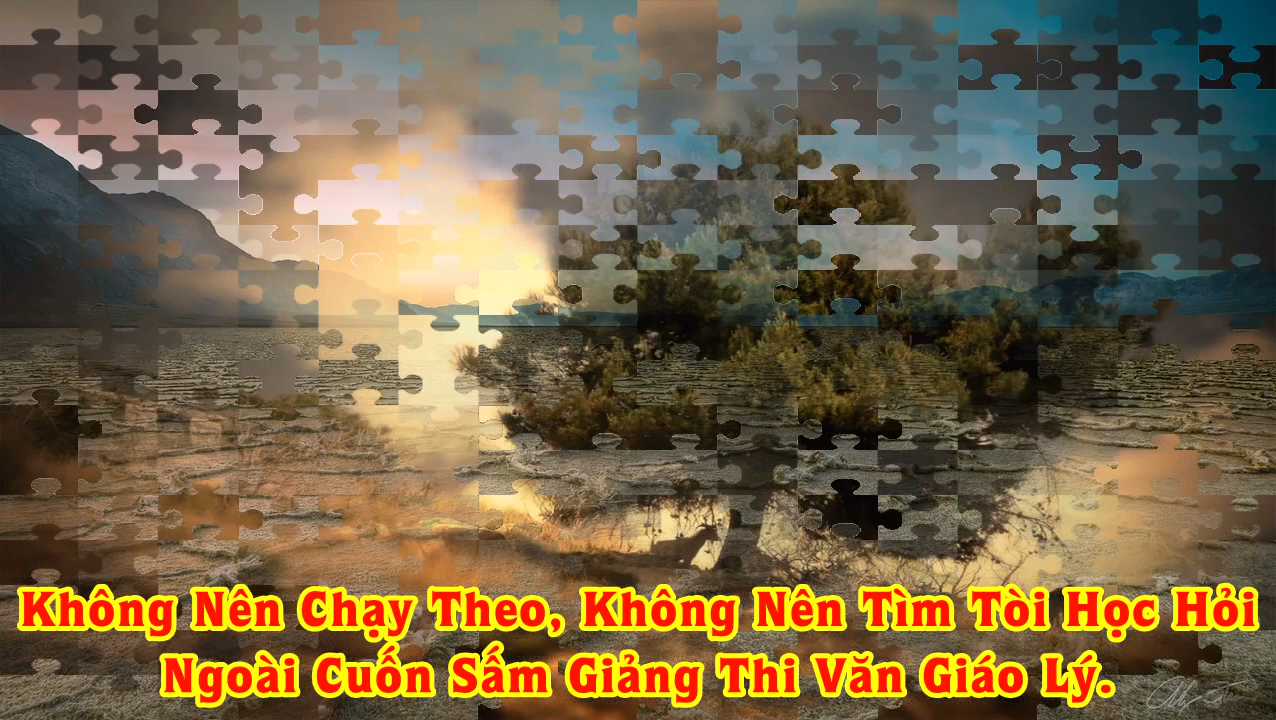 Không Nên Chạy Theo, Không Nên Tìm Tòi Học Hỏi
Ngoài Cuốn Sấm Giảng Thi Văn Giáo Lý.